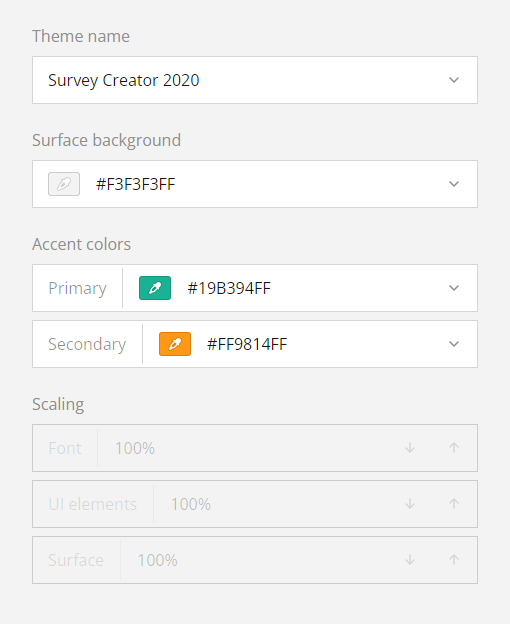 Theme name
Survey Creator 2020
Surface background
#F3F3F3FF
Accent colors
Primary #19B394FF
Secondary #FF9814FF
Scaling
Font 100%
UI elements 100%
Surface 100%